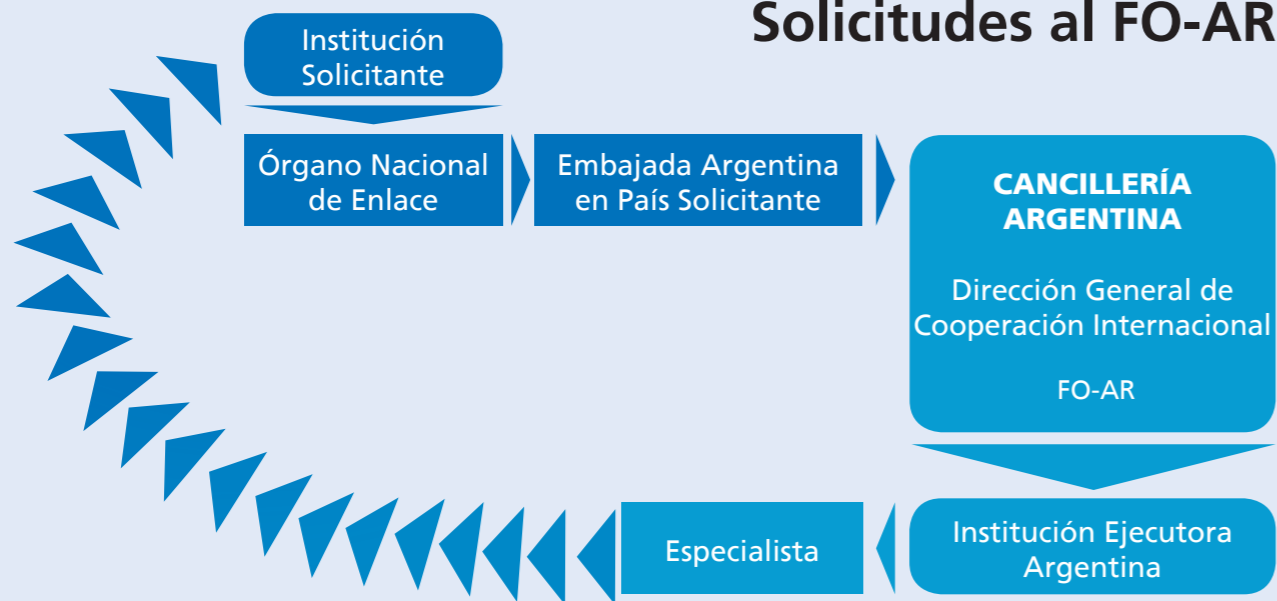 Solicitudes al FO-AR
Institución
Solicitante
Órgano Nacional
de Enlace
Embajada Argentina
en País Solicitante
CANCILLERÍA
ARGENTINA
Dirección General de
Cooperación Internacional
FO-AR
Institución Ejecutora
Argentina
Especialista